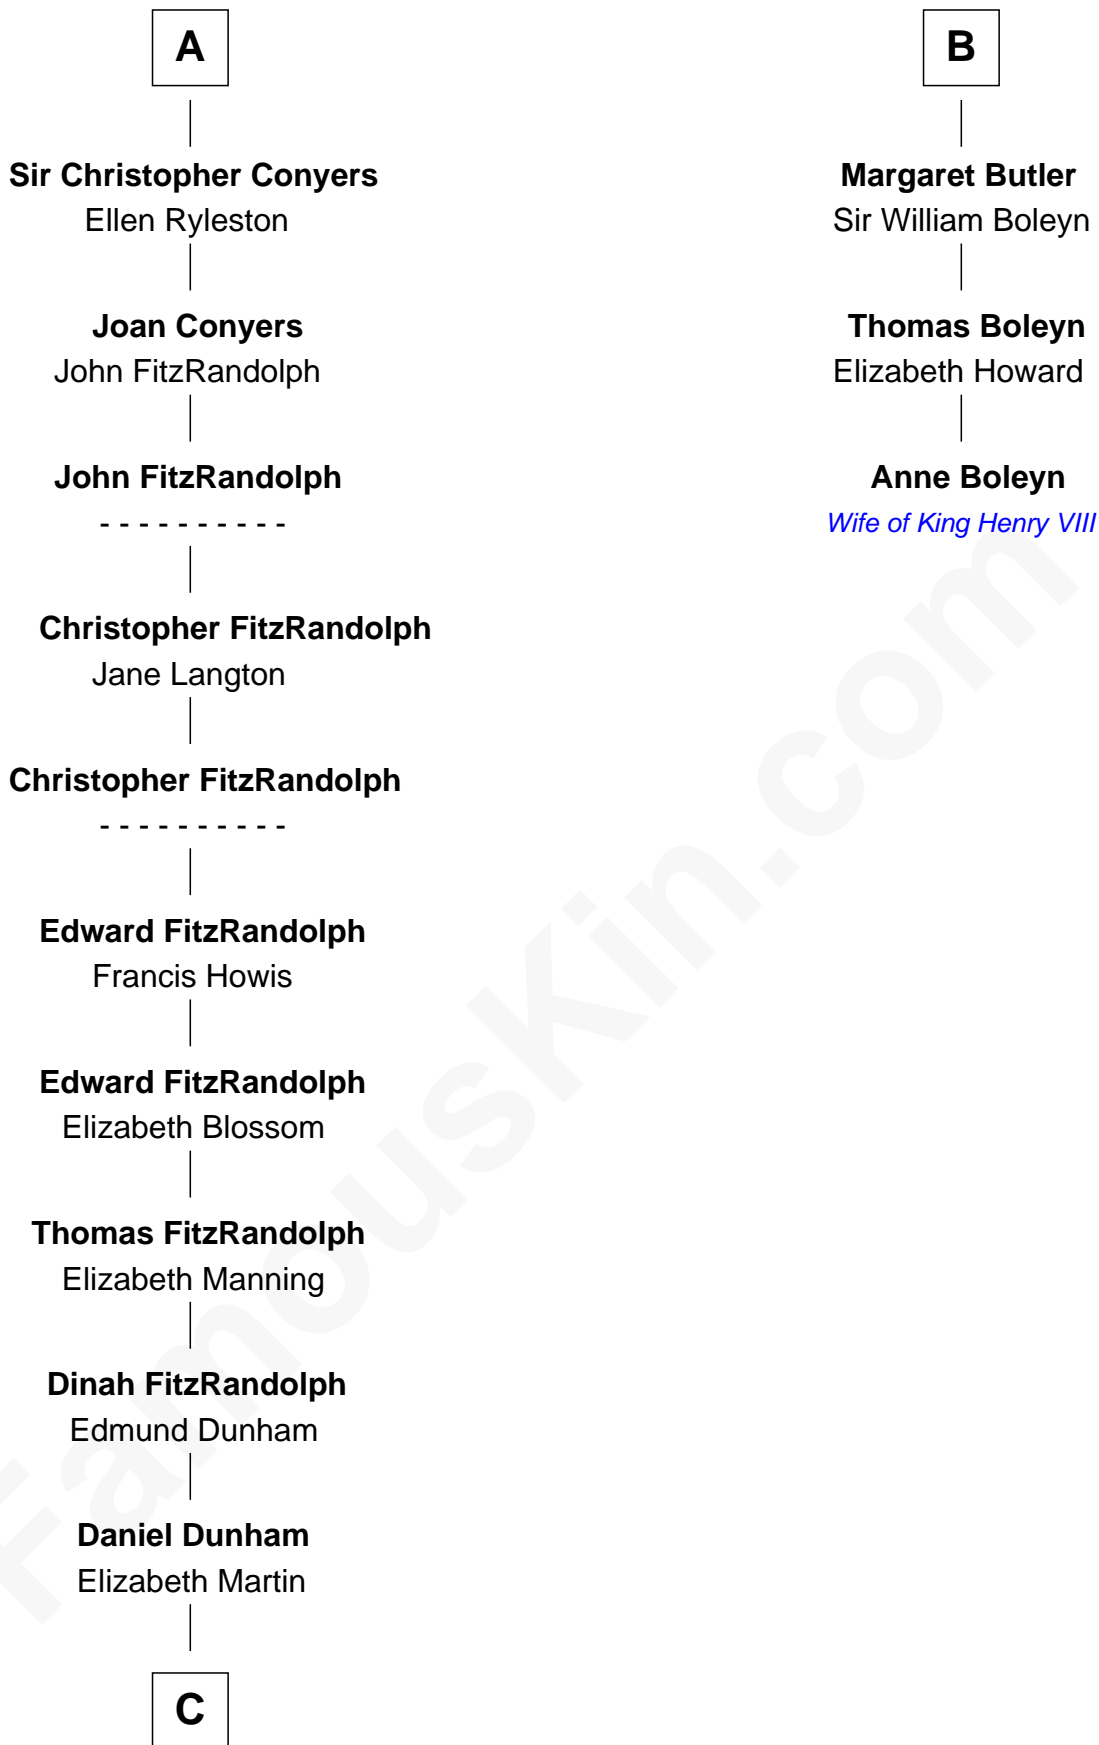 A
Sir Christopher Conyers
Ellen Ryleston
Joan Conyers
John FitzRandolph
John FitzRandolph
- - - - - - - - - -
Christopher FitzRandolph
Jane Langton
Christopher FitzRandolph
- - - - - - - - - -
Edward FitzRandolph
Francis Howis
Edward FitzRandolph
Elizabeth Blossom
Thomas FitzRandolph
Elizabeth Manning
Dinah FitzRandolph
Edmund Dunham
Daniel Dunham
Elizabeth Martin
C
B
Margaret Butler
Sir William Boleyn
Thomas Boleyn
Elizabeth Howard
Anne Boleyn
Wife of King Henry VIII
FamousKin.com